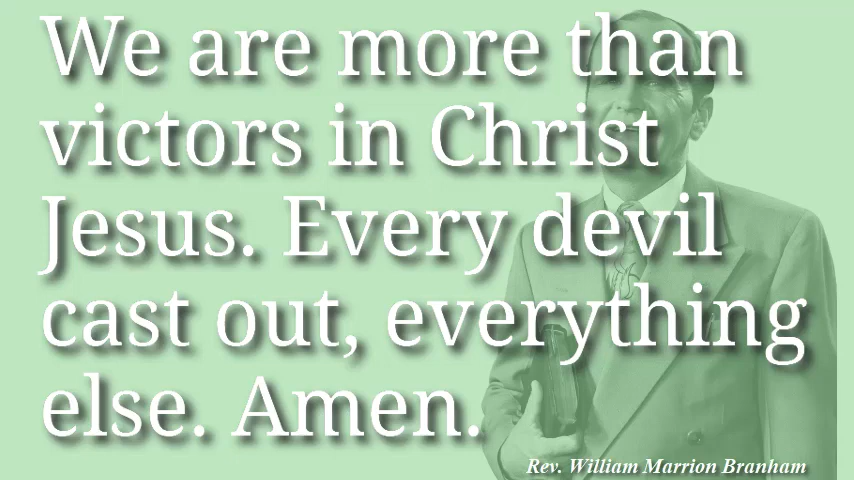 We are more than
victors in Christ
Jesus. Every devil
cast out, everything
else. Amen.
Rev. William Marrion Branham